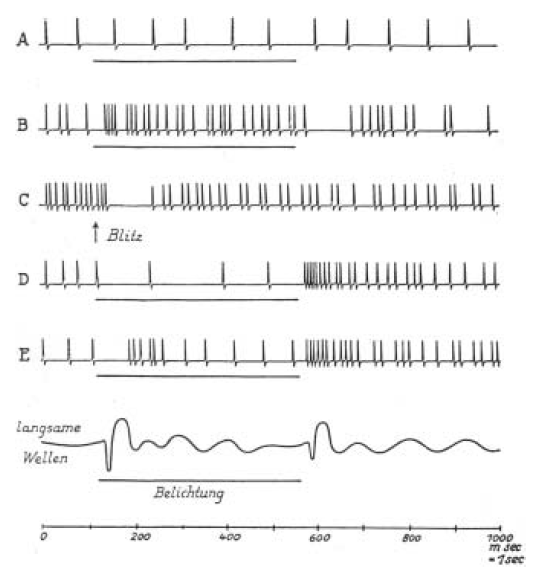 A
B
C
Blitz
D
E
langsame
Wellen
Belichtung
0 200 400 600 800 1000
m sec
= 1 sec